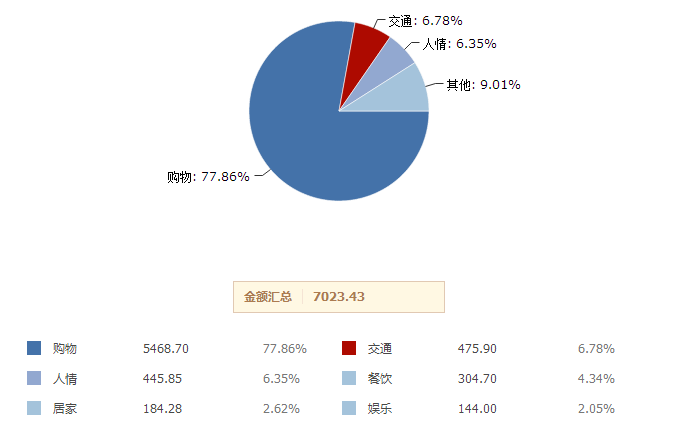 交通: 6.78%
人情: 6.35%
其他: 9.01%
购物: 77.86%
金额汇总 7023.43
购物 5468.70 77.86% 交通 475.90 6.78%
人情 445.85 6.35% 餐饮 304.70 4.34%
居家 184.28 2.62% 娱乐 144.00 2.05%